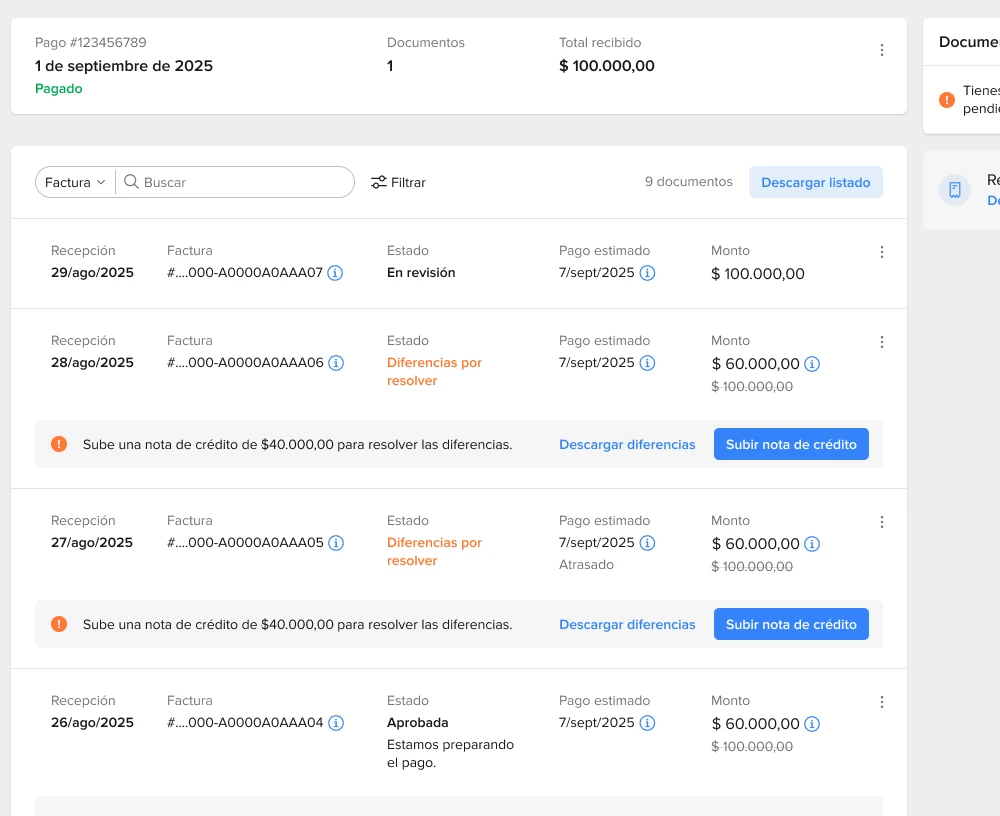 Pago #123456789
1 de septiembre de 2025
Pagado
Documentos
1
Total recibido
$ 100.000,00
Factura
Buscar
Filtrar
9 documentos
Descargar listado
Recepción
29/ago/2025
Factura
#....000-A0000A0AAA07
Estado
En revisión
Pago estimado
7/sept/2025
Monto
$ 100.000,00
Recepción
28/ago/2025
Factura
#....000-A0000A0AAA06
Estado
Diferencias por
resolver
Pago estimado
7/sept/2025
Monto
$ 60.000,00
$ 100.000,00
Sube una nota de crédito de $40.000,00 para resolver las diferencias.
Descargar diferencias
Subir nota de crédito
Recepción
27/ago/2025
Factura
#....000-A0000A0AAA05
Estado
Diferencias por
resolver
Pago estimado
7/sept/2025
Atrasado
Monto
$ 60.000,00
$ 100.000,00
Sube una nota de crédito de $40.000,00 para resolver las diferencias.
Descargar diferencias
Subir nota de crédito
Recepción
26/ago/2025
Factura
#....000-A0000A0AAA04
Estado
Aprobada
Estamos preparando
el pago.
Pago estimado
7/sept/2025
Monto
$ 60.000,00
$ 100.000,00
Docume
Tienes
pendie
Re
De